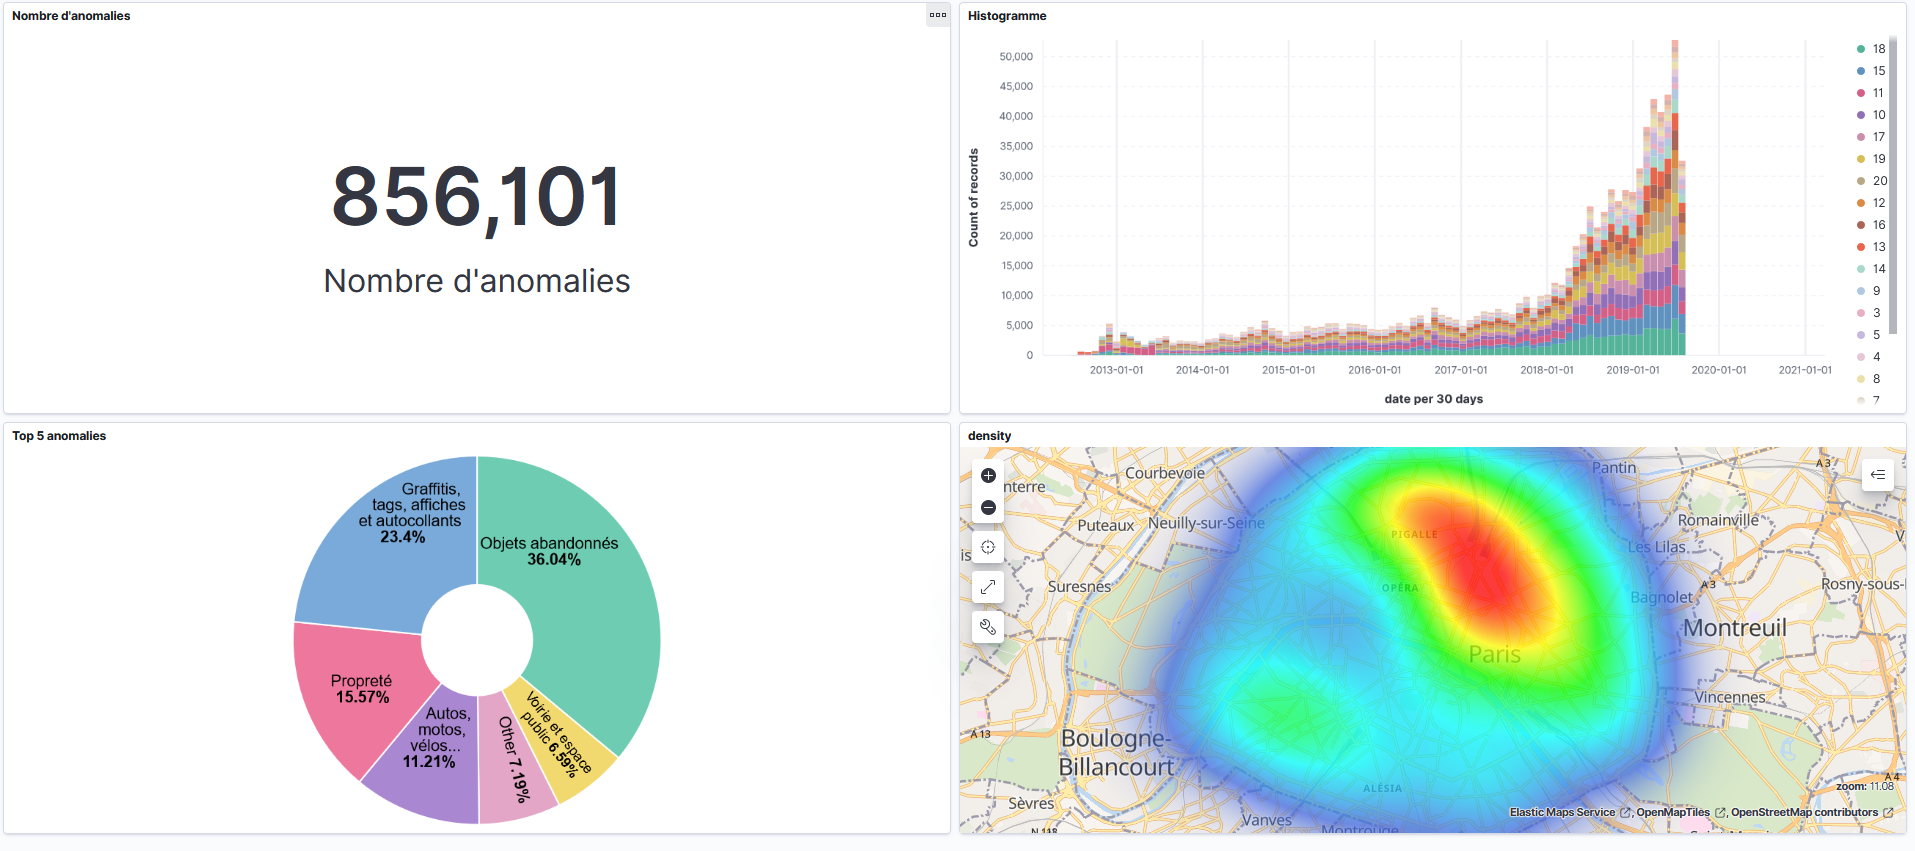 Nombre d'anomalies
856,101
Nombre d'anomalies
Histogramme
Count of records
50,000
45,000
40,000
35,000
30,000
25,000
20,000
15,000
10,000
5,000
0
2013-01-01
2014-01-01
2015-01-01
2016-01-01
2017-01-01
2018-01-01
2019-01-01
2020-01-01
2021-01-01
date per 30 days
18
15
11
10
17
19
20
12
16
13
14
9
3
5
4
8
7
Top 5 anomalies
Graffitis,
tags, affiches
et autocollants
23.4%
Objets abandonnés
36.04%
Propreté
15.57%
Autos,
motos,
vélos...
11.21%
Other 7.19%
Voirie et espace
public 6.59%
density
Courbevoie
Pantin
A 3
nterre
Puteaux
Neuilly-sur-Seine
Romainville
PIGALLE
Les Lilas
Suresnes
OPÉRA
Bagnolet
A 3
Rosny-sous-
Montreuil
Paris
Vincennes
A 13
Boulogne-
Billancourt
ALÉSIA
A 4
zoom: 11.08
Sèvres
Vanves
Elastic Maps Service , OpenMapTiles , OpenStreetMap contributors
N 118
Montrouge